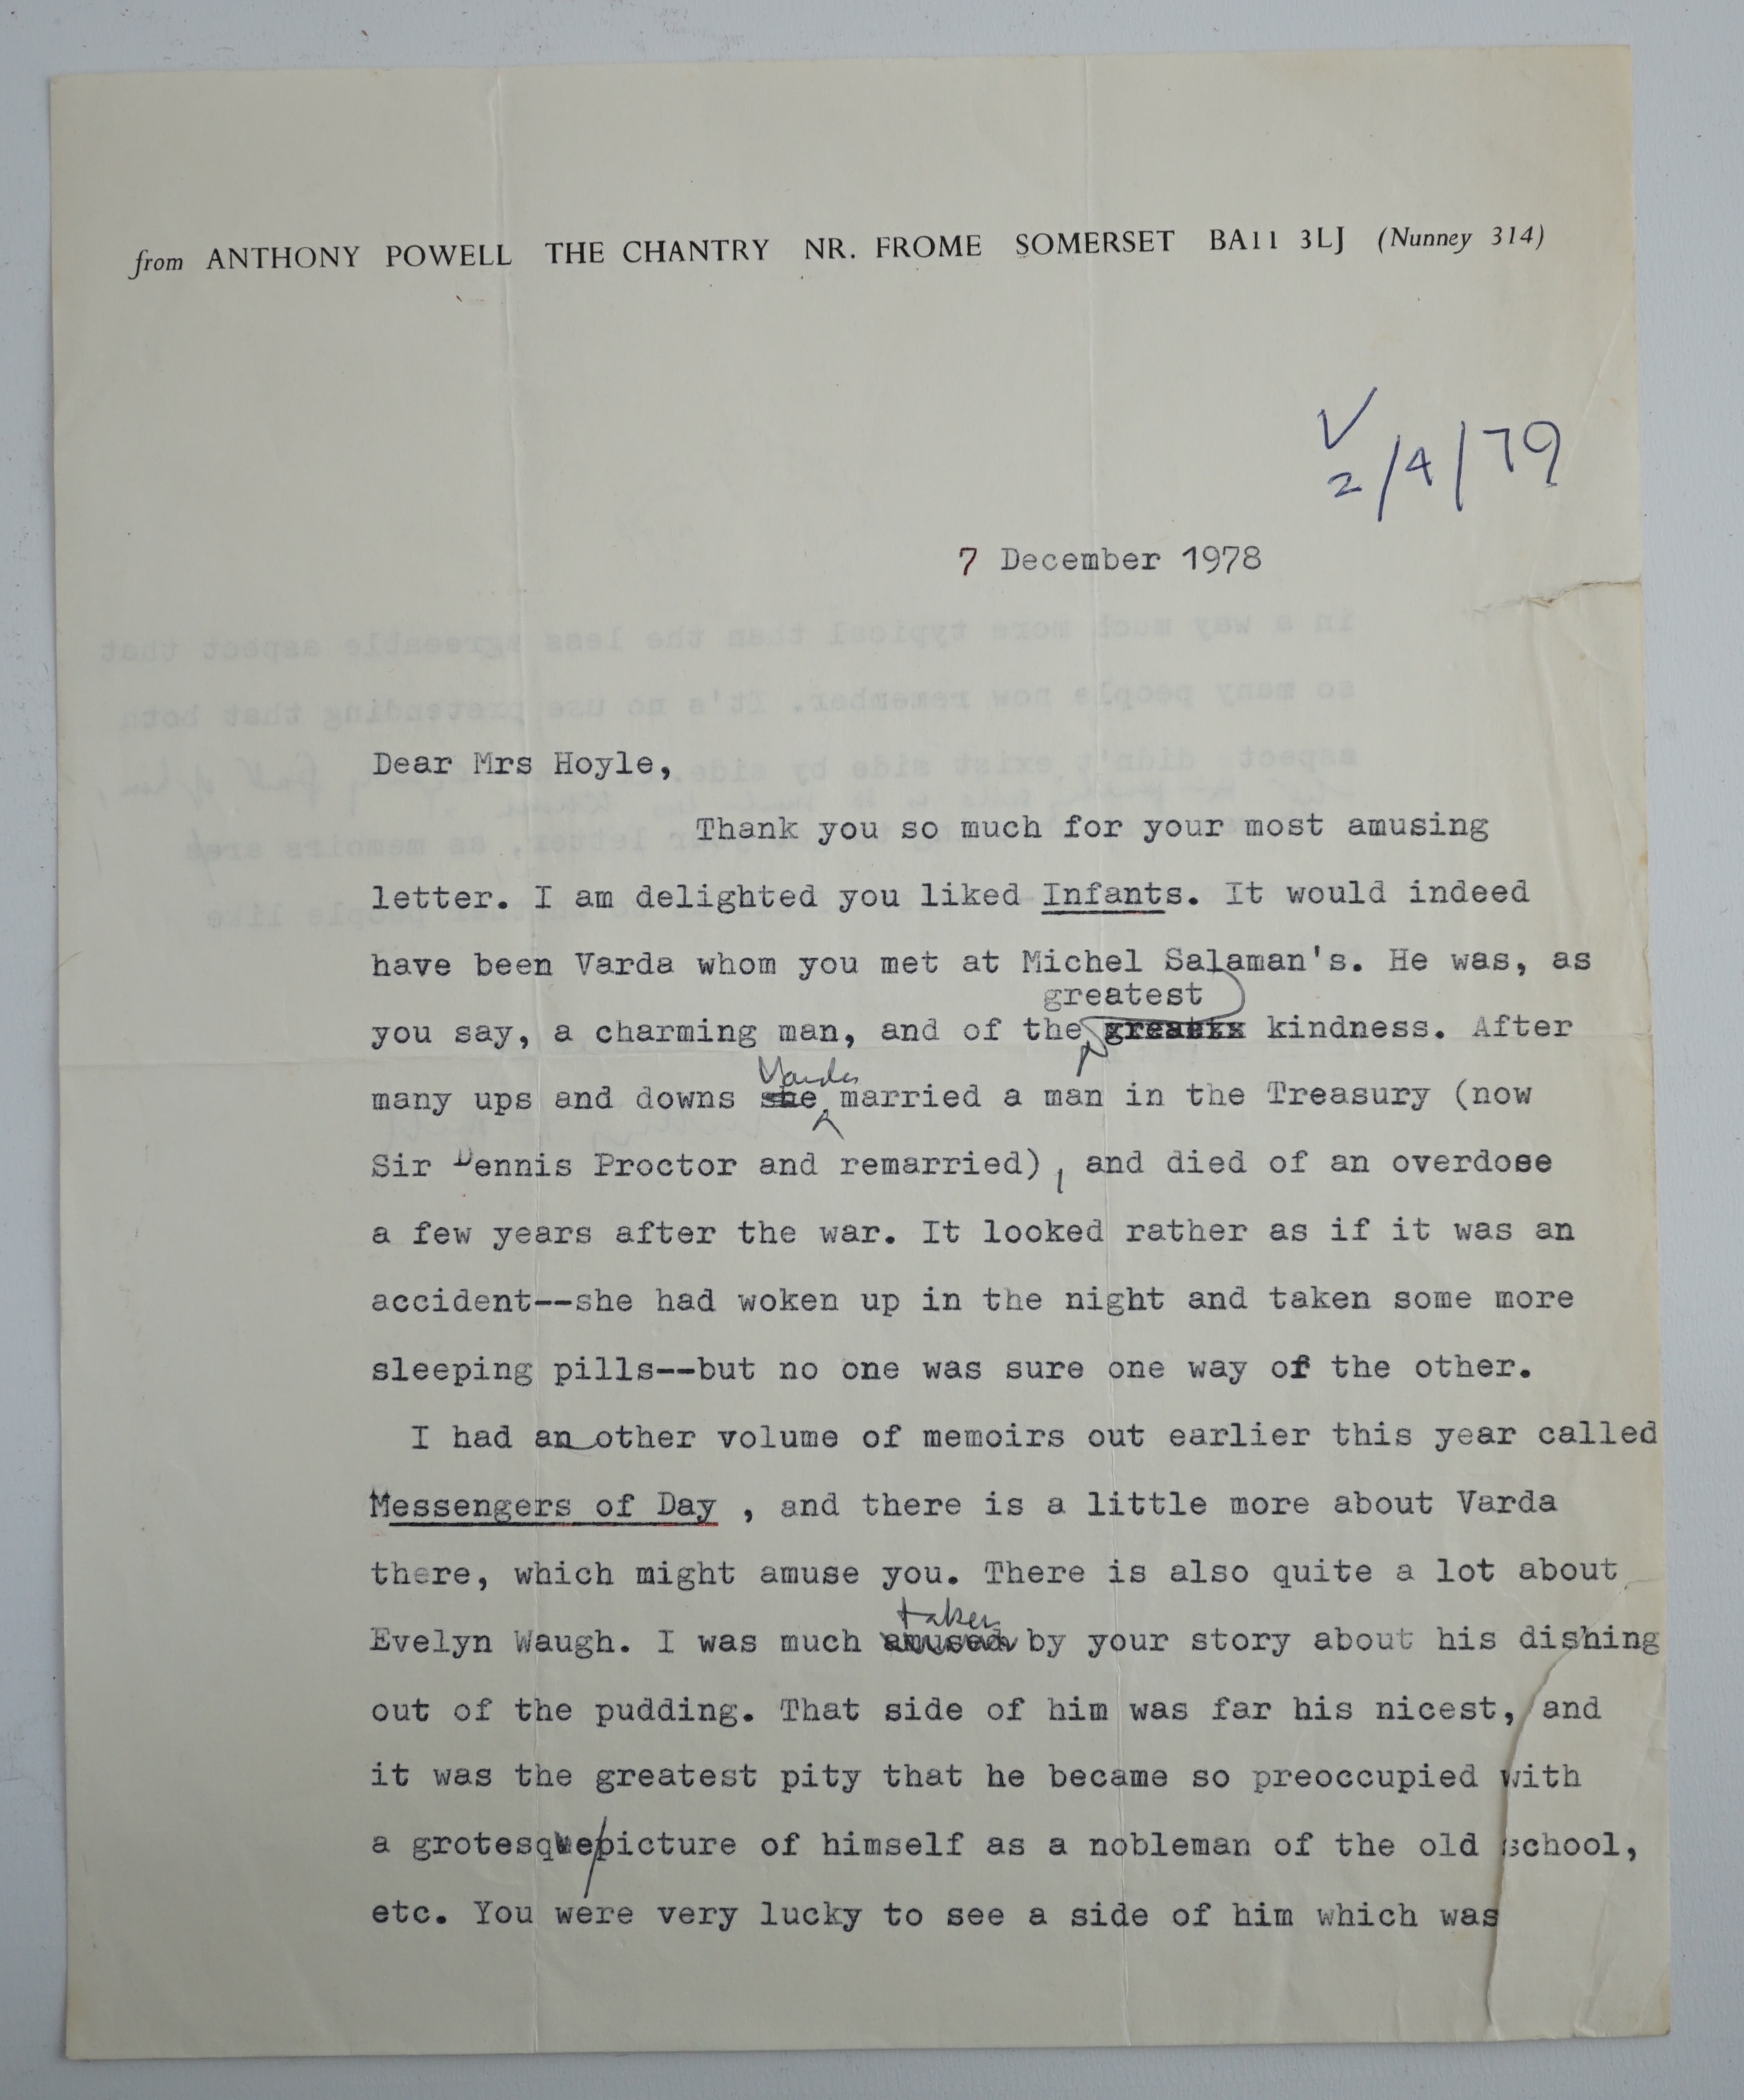 from ANTHONY POWELL THE CHANTRY NR. FROME SOMERSET BA11 3LJ (Nunney 314)
✓
2/4/79
7 December 1978
Dear Mrs Hoyle,
Thank you so much for your most amusing
letter. I am delighted you liked Infants. It would indeed
have been Varda whom you met at Michel Salaman's. He was, as
greatest
you say, a charming man, and of the kindness. After
Varda
many ups and downs she married a man in the Treasury (now
Sir Dennis Proctor and remarried), and died of an overdose
a few years after the war. It looked rather as if it was an
accident--she had woken up in the night and taken some more
sleeping pills--but no one was sure one way or the other.
I had another volume of memoirs out earlier this year called
Messengers of Day , and there is a little more about Varda
there, which might amuse you. There is also quite a lot about
taken
Evelyn Waugh. I was much amused by your story about his dishing
out of the pudding. That side of him was far his nicest, and
it was the greatest pity that he became so preoccupied with
a grotesque/picture of himself as a nobleman of the old school,
etc. You were very lucky to see a side of him which was